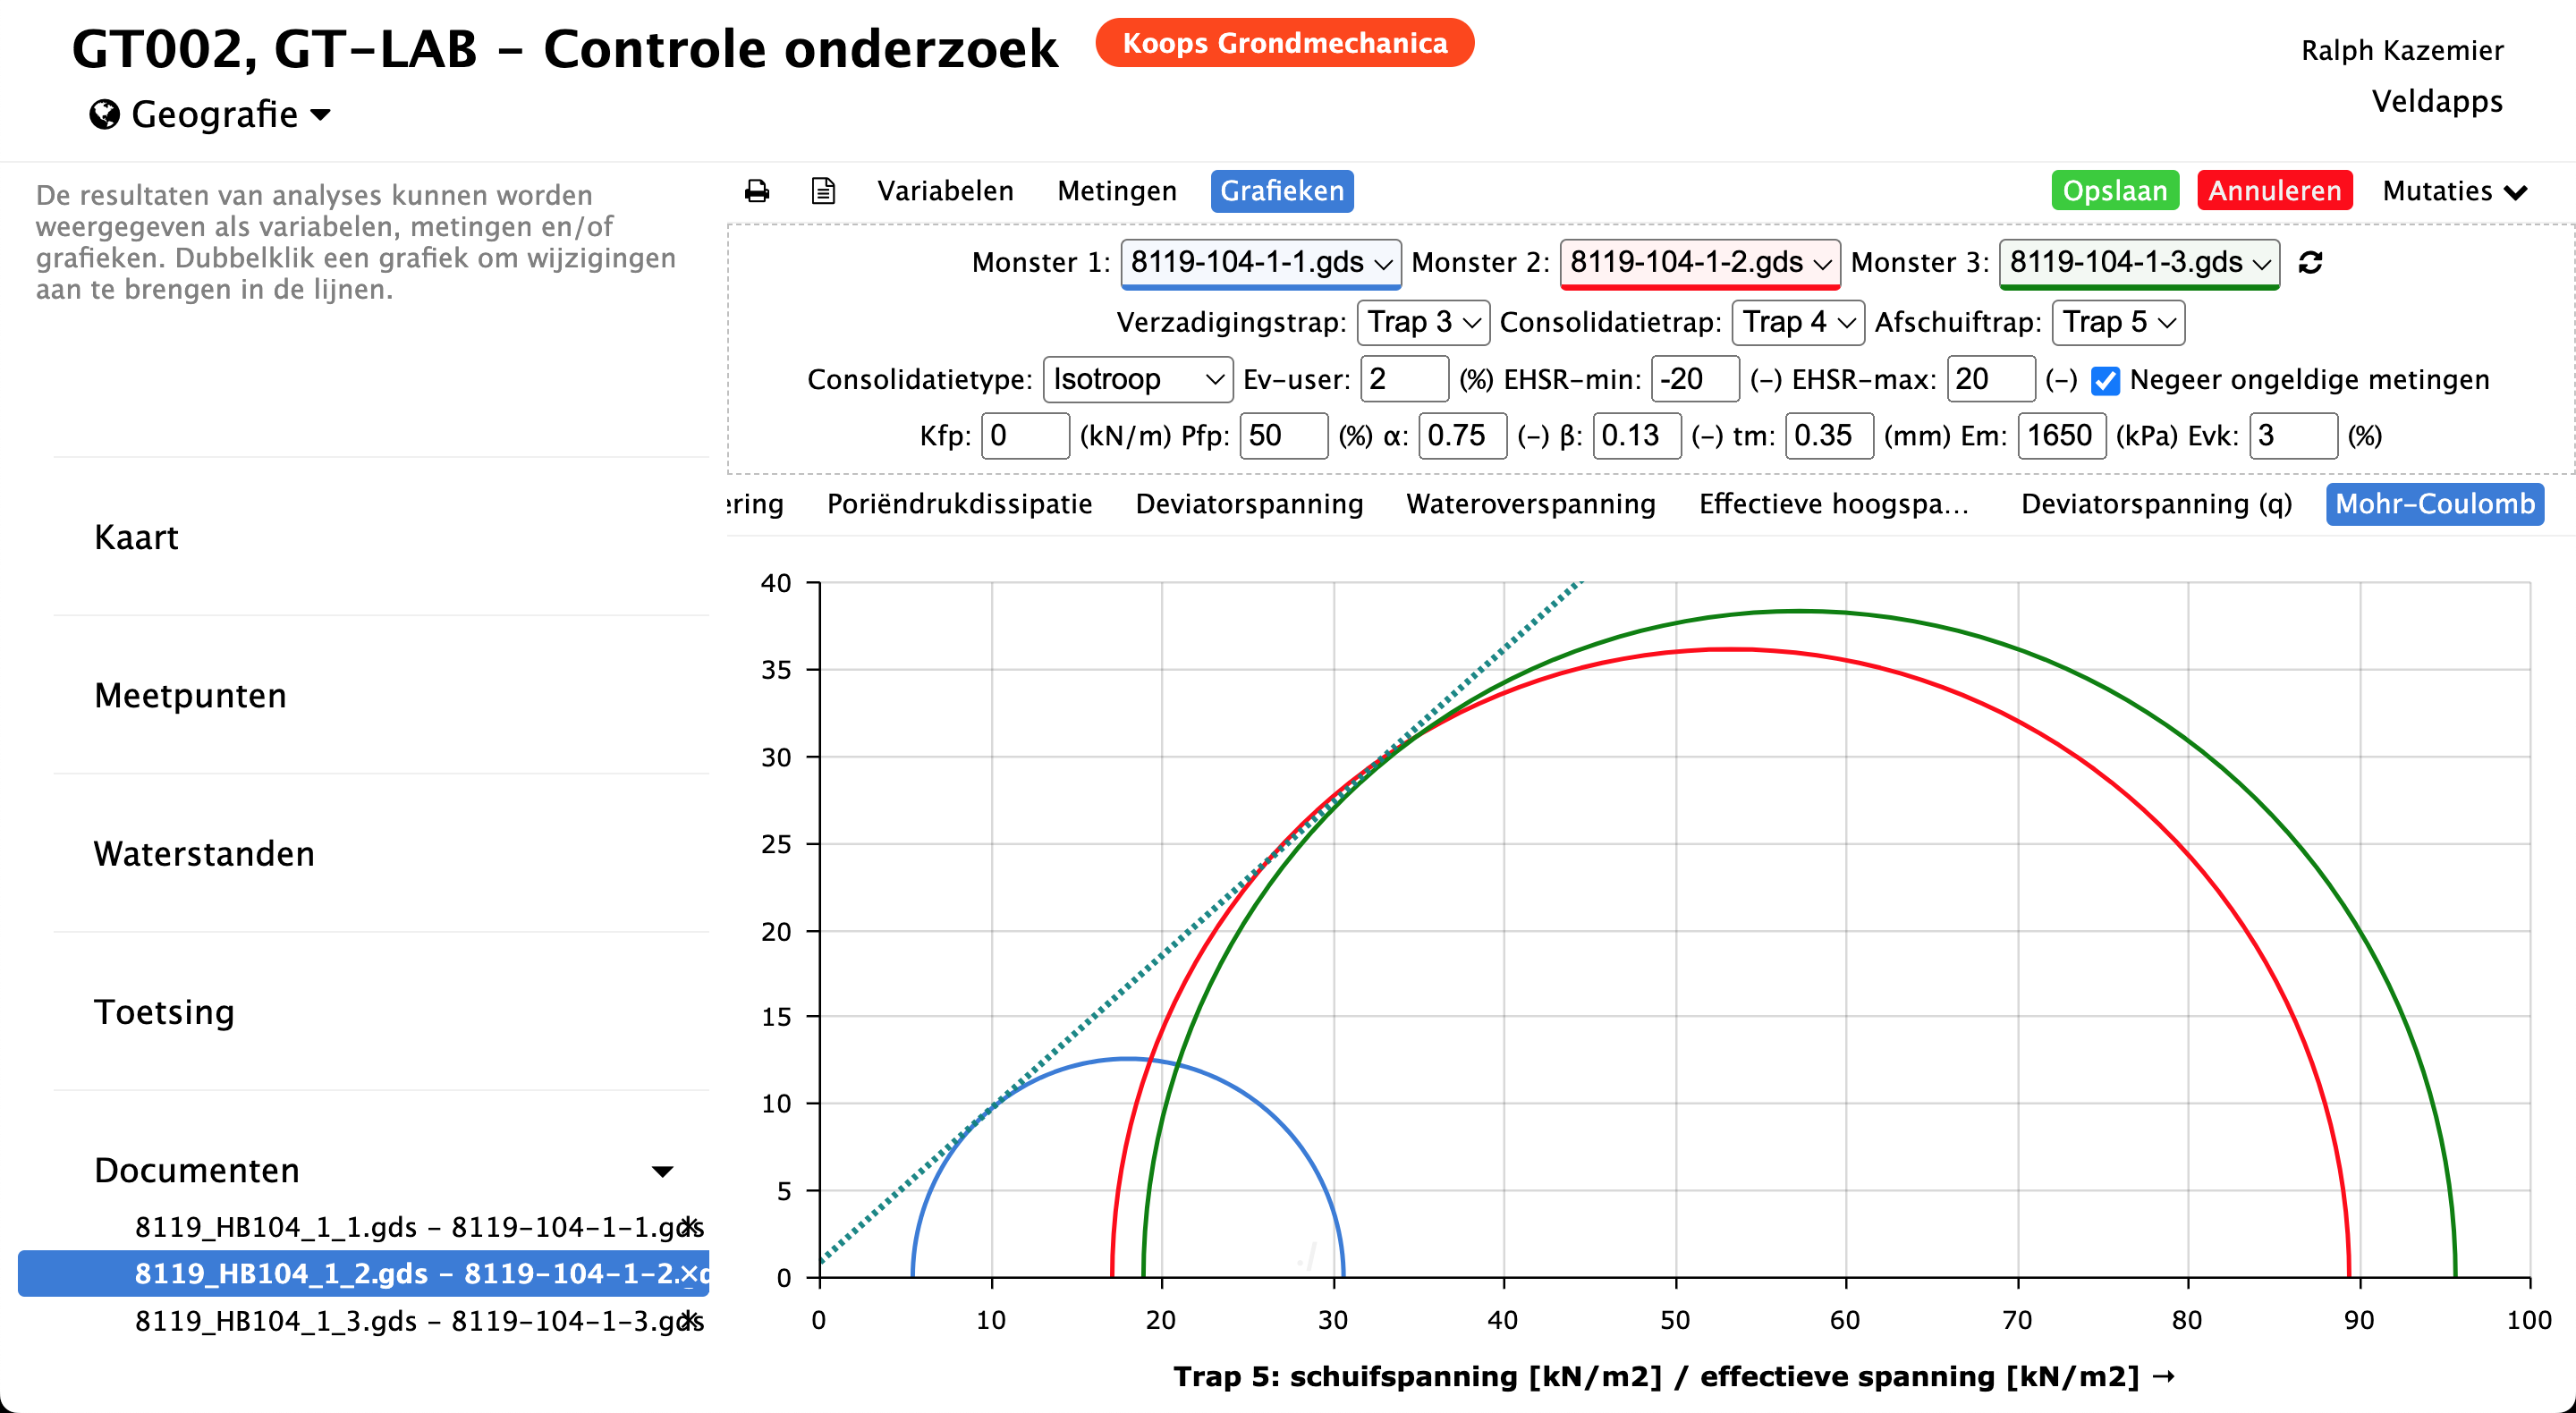 GT002, GT-LAB - Controle onderzoek
Koops Grondmechanica
Ralph Kazemier
Geografie
Veldapps
De resultaten van analyses kunnen worden
weergegeven als variabelen, metingen en/of
grafieken. Dubbelklik een grafiek om wijzigingen
aan te brengen in de lijnen.
Kaart
Meetpunten
Waterstanden
Toetsing
Documenten
8119_HB104_1_1.gds - 8119-104-1-1.gds
8119_HB104_1_2.gds - 8119-104-1-2.
8119_HB104_1_3.gds - 8119-104-1-3.gds
Variabelen Metingen Grafieken Opslaan Annuleren Mutaties
Monster 1: 8119-104-1-1.gds Monster 2: 8119-104-1-2.gds Monster 3: 8119-104-1-3.gds
Verzadigingstrap: Trap 3 Consolidatietrap: Trap 4 Afschuiftrap: Trap 5
Consolidatietype: Isotroop Ev-user: 2 (%) EHSR-min: -20 (-) EHSR-max: 20 (-) Negeer ongeldige metingen
Kfp: 0 (kN/m) Pfp: 50 (%) α: 0.75 (-) β: 0.13 (-) tm: 0.35 (mm) Em: 1650 (kPa) Evk: 3 (%)
ering Poriëndrukdissipatie Deviatorspanning Wateroverspanning Effectieve hoogspa... Deviatorspanning (q) Mohr-Coulomb
40
35
30
25
20
15
10
5
0
0 10 20 30 40 50 60 70 80 90 100
Trap 5: schuifspanning [kN/m2] / effectieve spanning [kN/m2] →